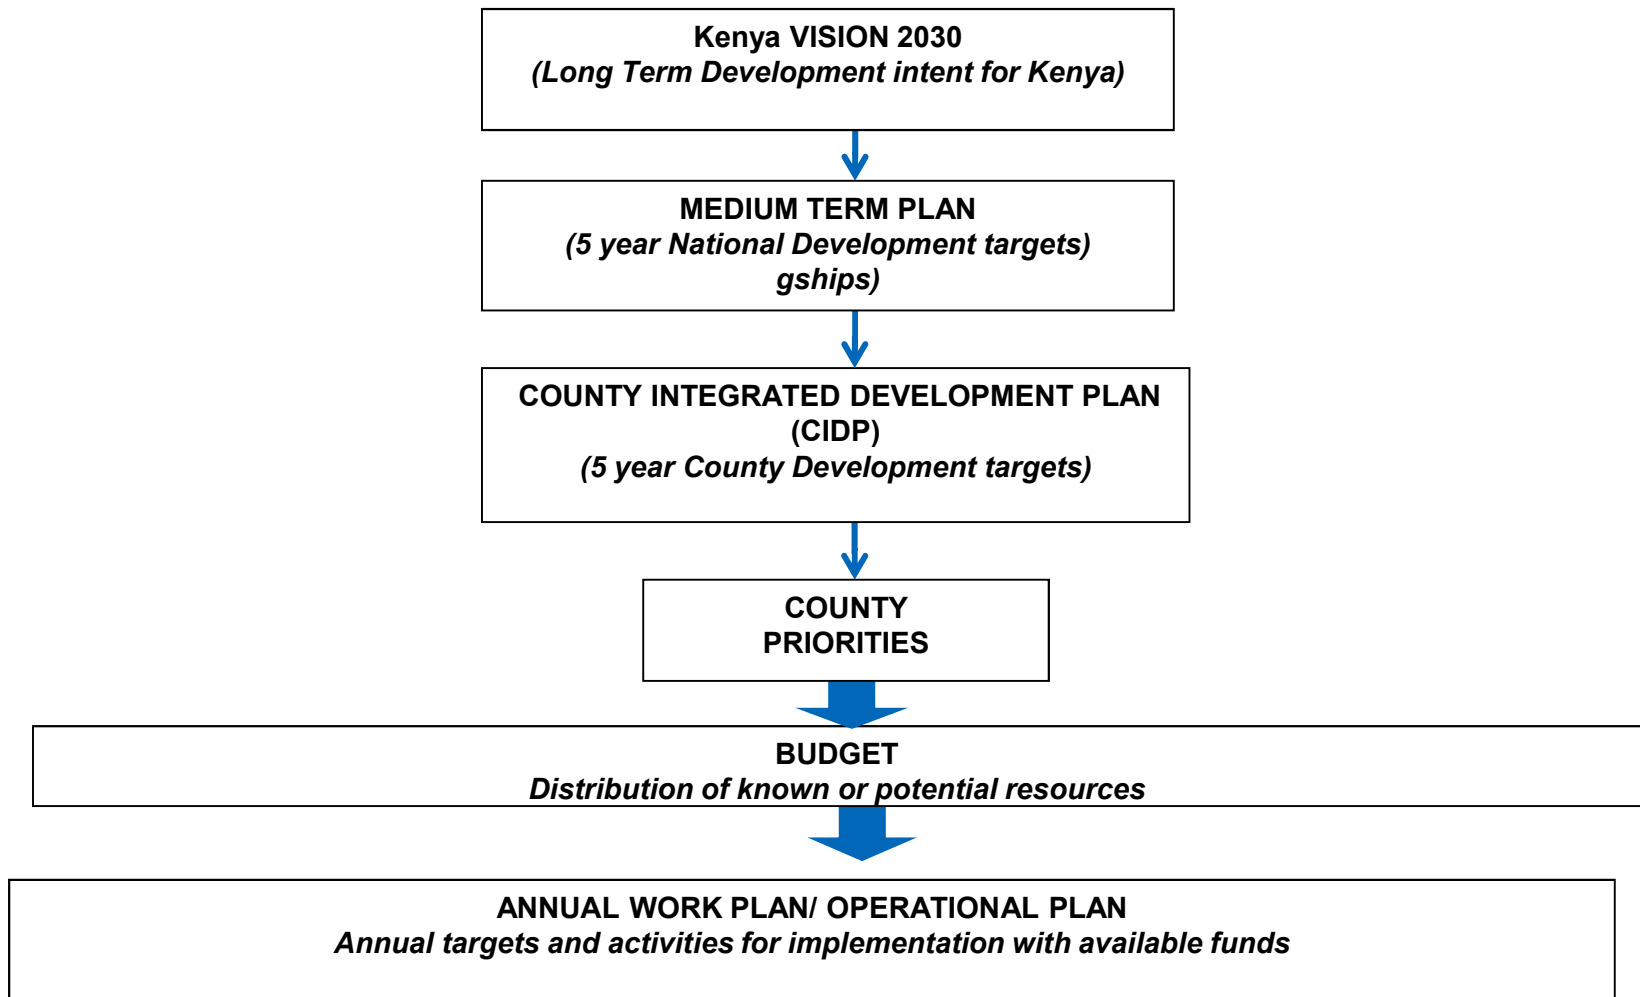 Kenya VISION 2030
(Long Term Development intent for Kenya)
MEDIUM TERM PLAN
(5 year National Development targets)
gships)
COUNTY INTEGRATED DEVELOPMENT PLAN
(CIDP)
(5 year County Development targets)
COUNTY
PRIORITIES
BUDGET
Distribution of known or potential resources
ANNUAL WORK PLAN/ OPERATIONAL PLAN
Annual targets and activities for implementation with available funds